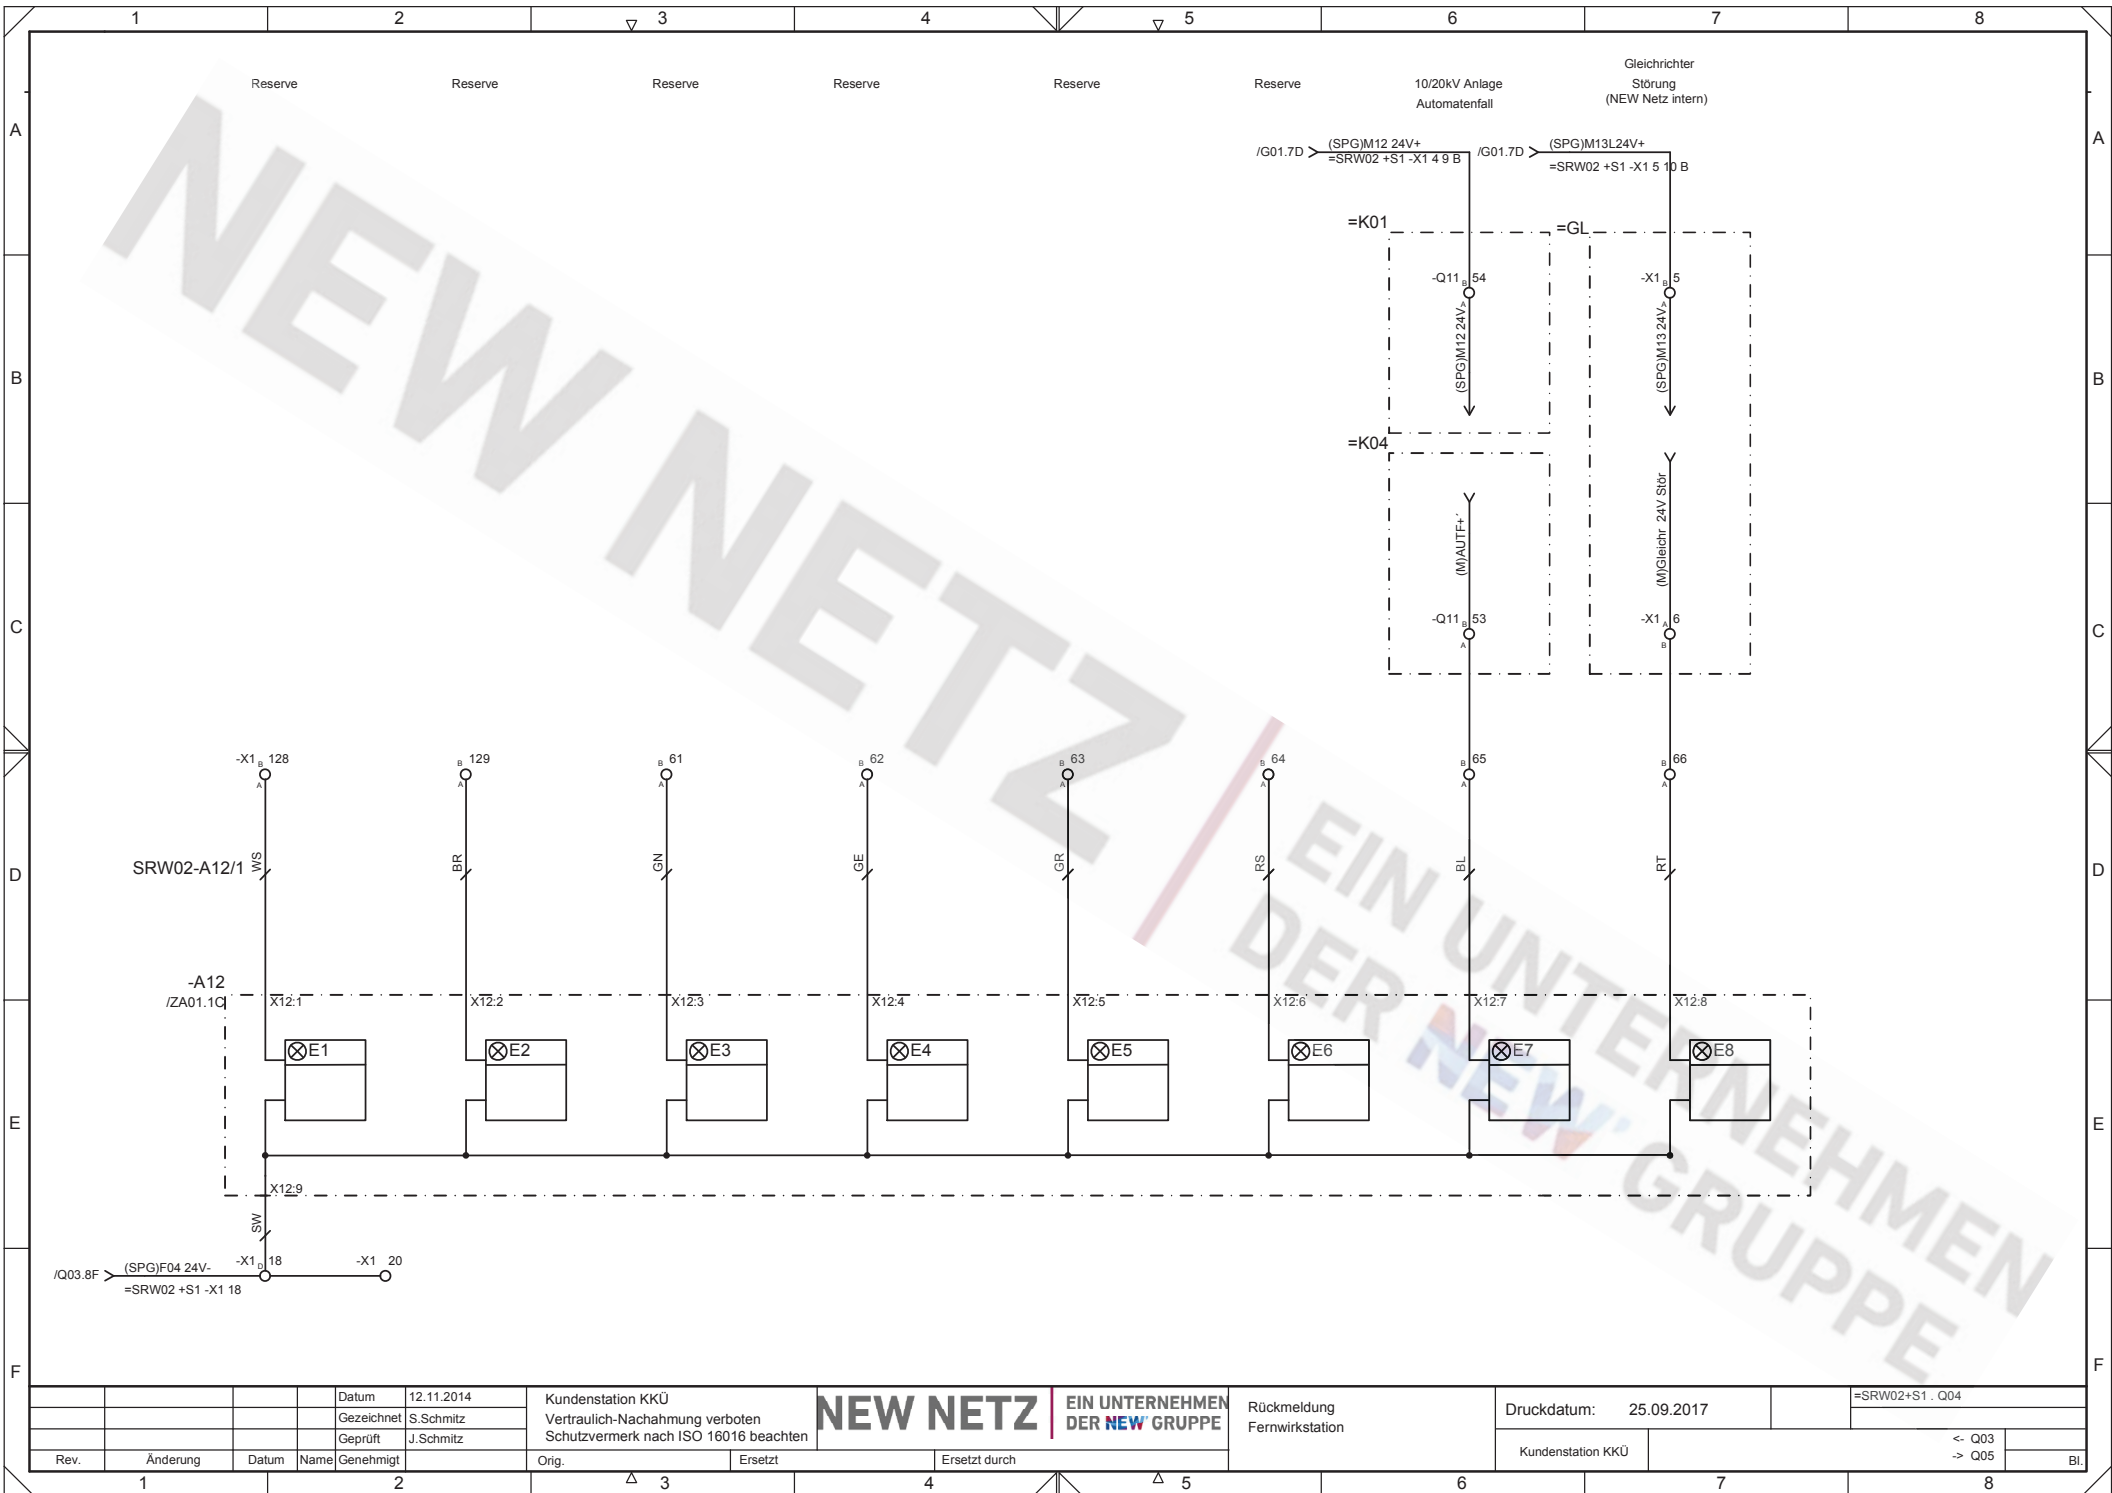 1 2 3 4 5 6 7 8
Reserve Reserve Reserve Reserve Reserve Reserve 10/20kV Anlage Automatenfall Gleichrichter Störung (NEW Netz intern)
A A
/G01.7D (SPG)M12 24V+ /G01.7D (SPG)M13L24V+
=SRW02 +S1 -X1 4 9 B =SRW02 +S1 -X1 5 10 B
=K01 =GL
-Q11 B 54 -X1 B 5
A A
(SPG)M12 24V- (SPG)M13 24V-
B B
=K04
(M)AUTF+' (M)Gleichr 24V Stör
C C
-Q11 B 53 -X1 A 6
A B
-X1 B 128 B 129 B 61 B 62 B 63 B 64 B 65 B 66
A A A A A A A A
SRW02-A12/1 WS BR GN GE GR RS BL RT
D D
-A12
/ZA01.1C X12:1 X12:2 X12:3 X12:4 X12:5 X12:6 X12:7 X12:8
E1 E2 E3 E4 E5 E6 E7 E8
E E
X12:9
SW
/Q03.8F (SPG)F04 24V- -X1 D 18 -X1 20
=SRW02 +S1 -X1 18
F F
NEW NETZ
EIN UNTERNEHMEN
DER NEW' GRUPPE
Datum 12.11.2014
Gezeichnet S.Schmitz
Geprüft J.Schmitz
Rev. Änderung Datum Name Genehmigt
Kundenstation KKÜ
Vertraulich-Nachahmung verboten
Schutzvermerk nach ISO 16016 beachten
Orig. Ersetzt Ersetzt durch
NEW NETZ
EIN UNTERNEHMEN
DER NEW' GRUPPE
Rückmeldung
Fernwirkstation
Druckdatum: 25.09.2017
Kundenstation KKÜ
=SRW02+S1 . Q04
<- Q03
-> Q05
Bl.
1 2 3 4 5 6 7 8